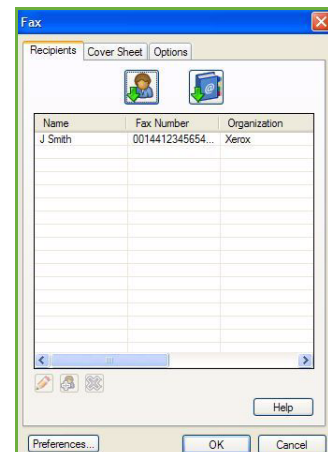 Fax
Recipients Cover Sheet Options
Name Fax Number Organization
J Smith 0014412345654... Xerox
Help
Preferences... OK Cancel